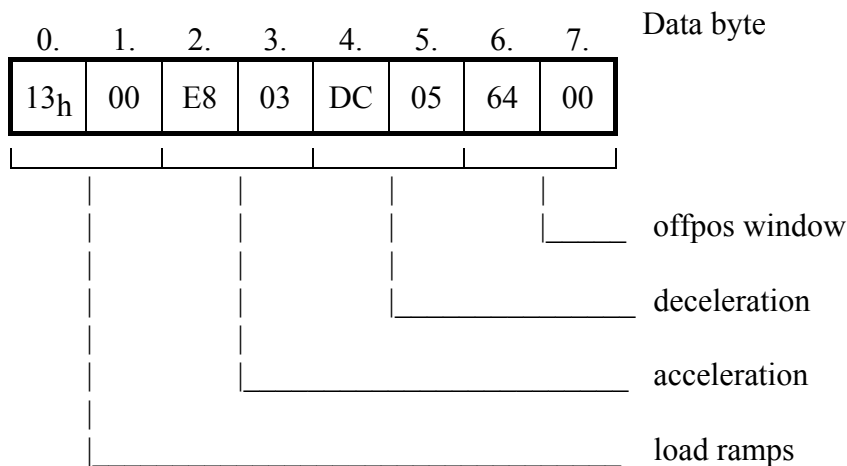 Data byte
0. 1. 2. 3. 4. 5. 6. 7.
13h 00 E8 03 DC 05 64 00
offpos window
deceleration
acceleration
load ramps